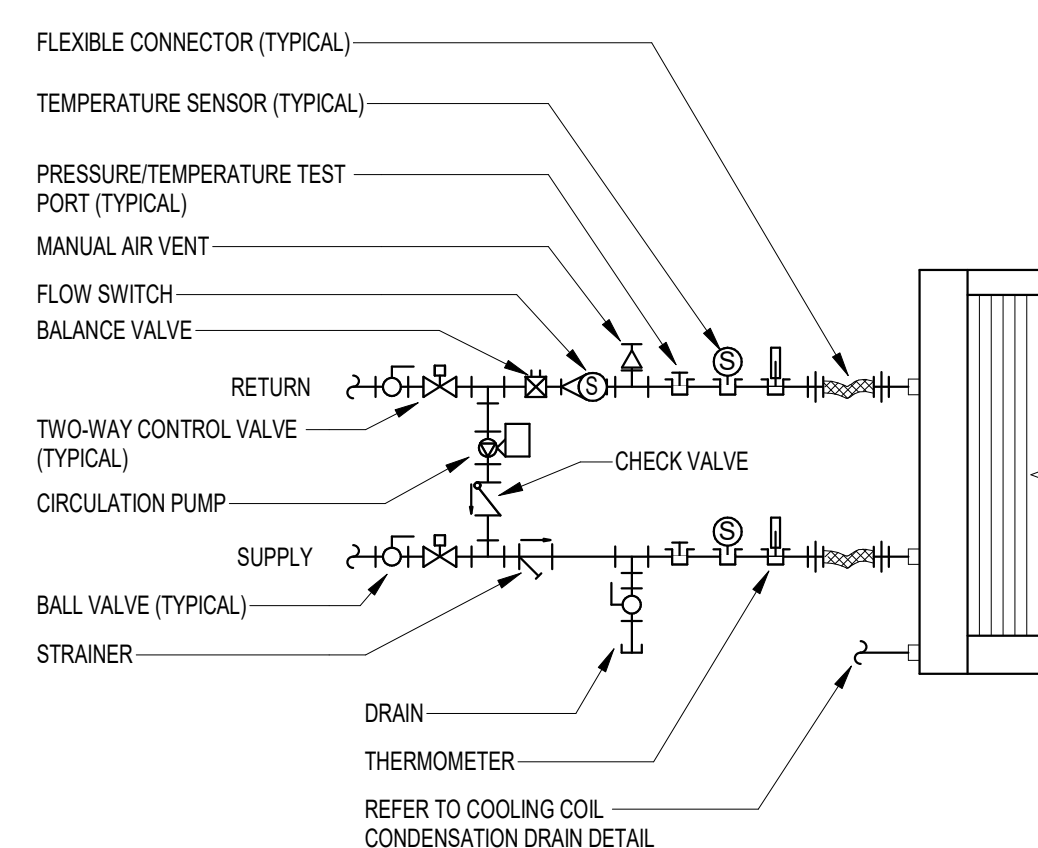 FLEXIBLE CONNECTOR (TYPICAL)
TEMPERATURE SENSOR (TYPICAL)
PRESSURE/TEMPERATURE TEST
PORT (TYPICAL)
MANUAL AIR VENT
FLOW SWITCH
BALANCE VALVE
S
RETURN
S
TWO-WAY CONTROL VALVE
(TYPICAL)
CHECK VALVE
CIRCULATION PUMP
S
SUPPLY
BALL VALVE (TYPICAL)
STRAINER
DRAIN
THERMOMETER
REFER TO COOLING COIL
CONDENSATION DRAIN DETAIL